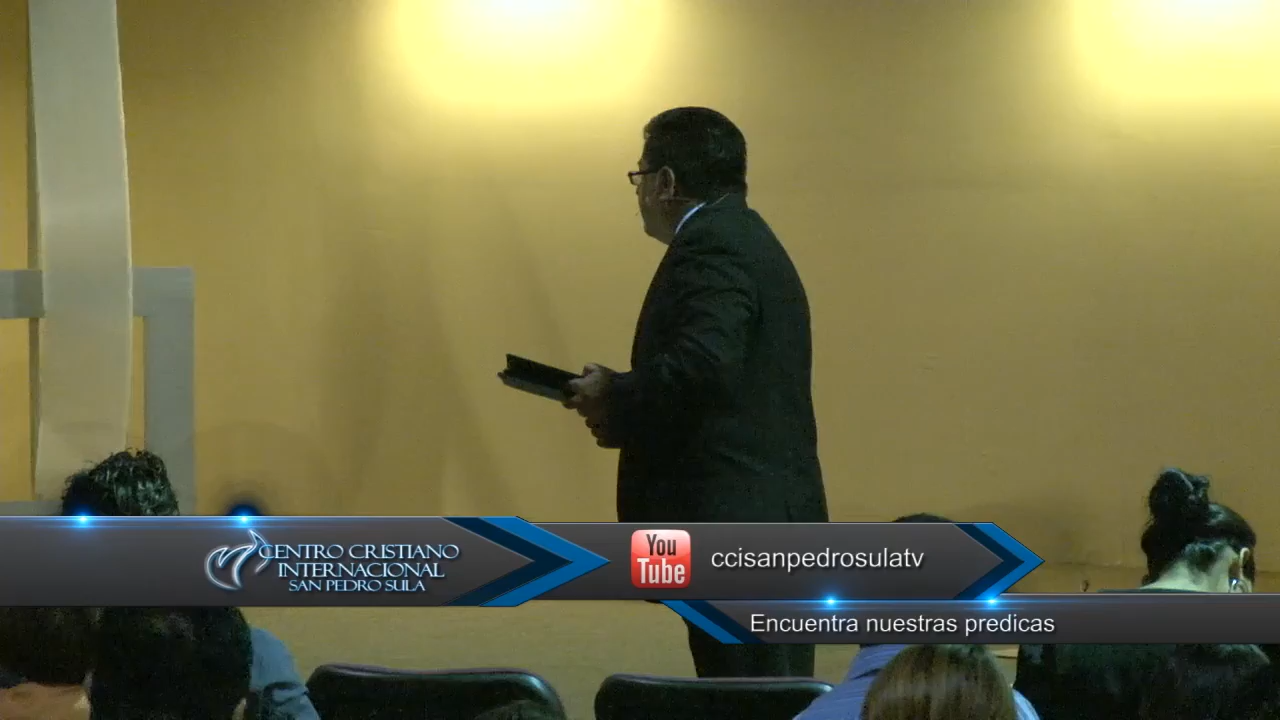 CENTRO CRISTIANO
INTERNACIONAL
SAN PEDRO SULA
You
Tube
ccisanpedrosulatv
Encuentra nuestras predicas